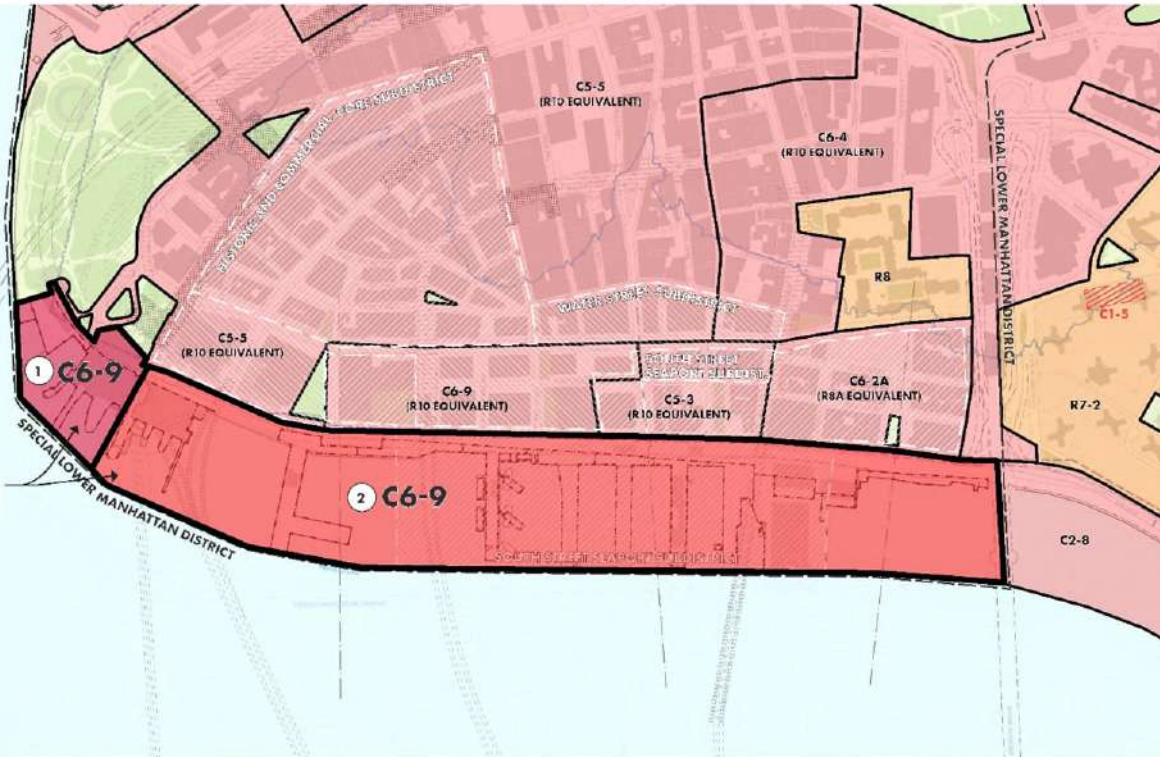 C5-5
(R10 EQUIVALENT)
C6-4
(R10 EQUIVALENT)
SPECIAL LOWER MANHATTAN DISTRICT
HISTORIC AND COMMERCIAL CORE SUBDISTRICT
R8
WATER STREET SUBDISTRICT
C1-5
C5-5
(R10 EQUIVALENT)
SOUTH STREET
SEAPORT SUBDIST.
1 C6-9
C6-9
(R10 EQUIVALENT)
C5-3
(R10 EQUIVALENT)
C6-2A
(R8A EQUIVALENT)
R7-2
SPECIAL LOWER MANHATTAN DISTRICT
2 C6-9
SOUTH STREET SEAPORT SUBDISTRICT
C2-8